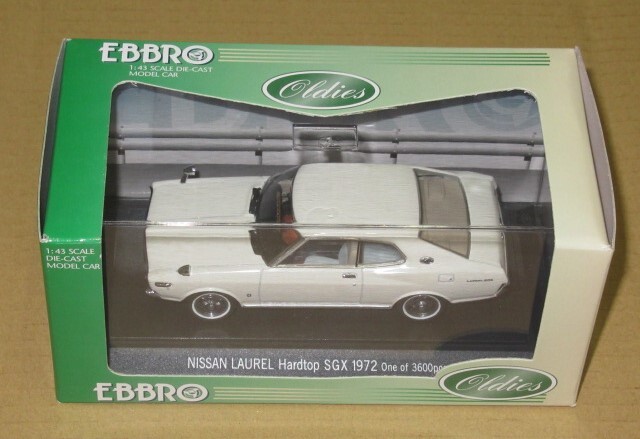 EBBRO
1:43 SCALE DIE-CAST
MODEL CAR
Oldies
1:43 SCALE
DIE-CAST
MODEL CAR
NISSAN LAUREL Hardtop SGX 1972 One of 3600pcs
EBBRO
Oldies